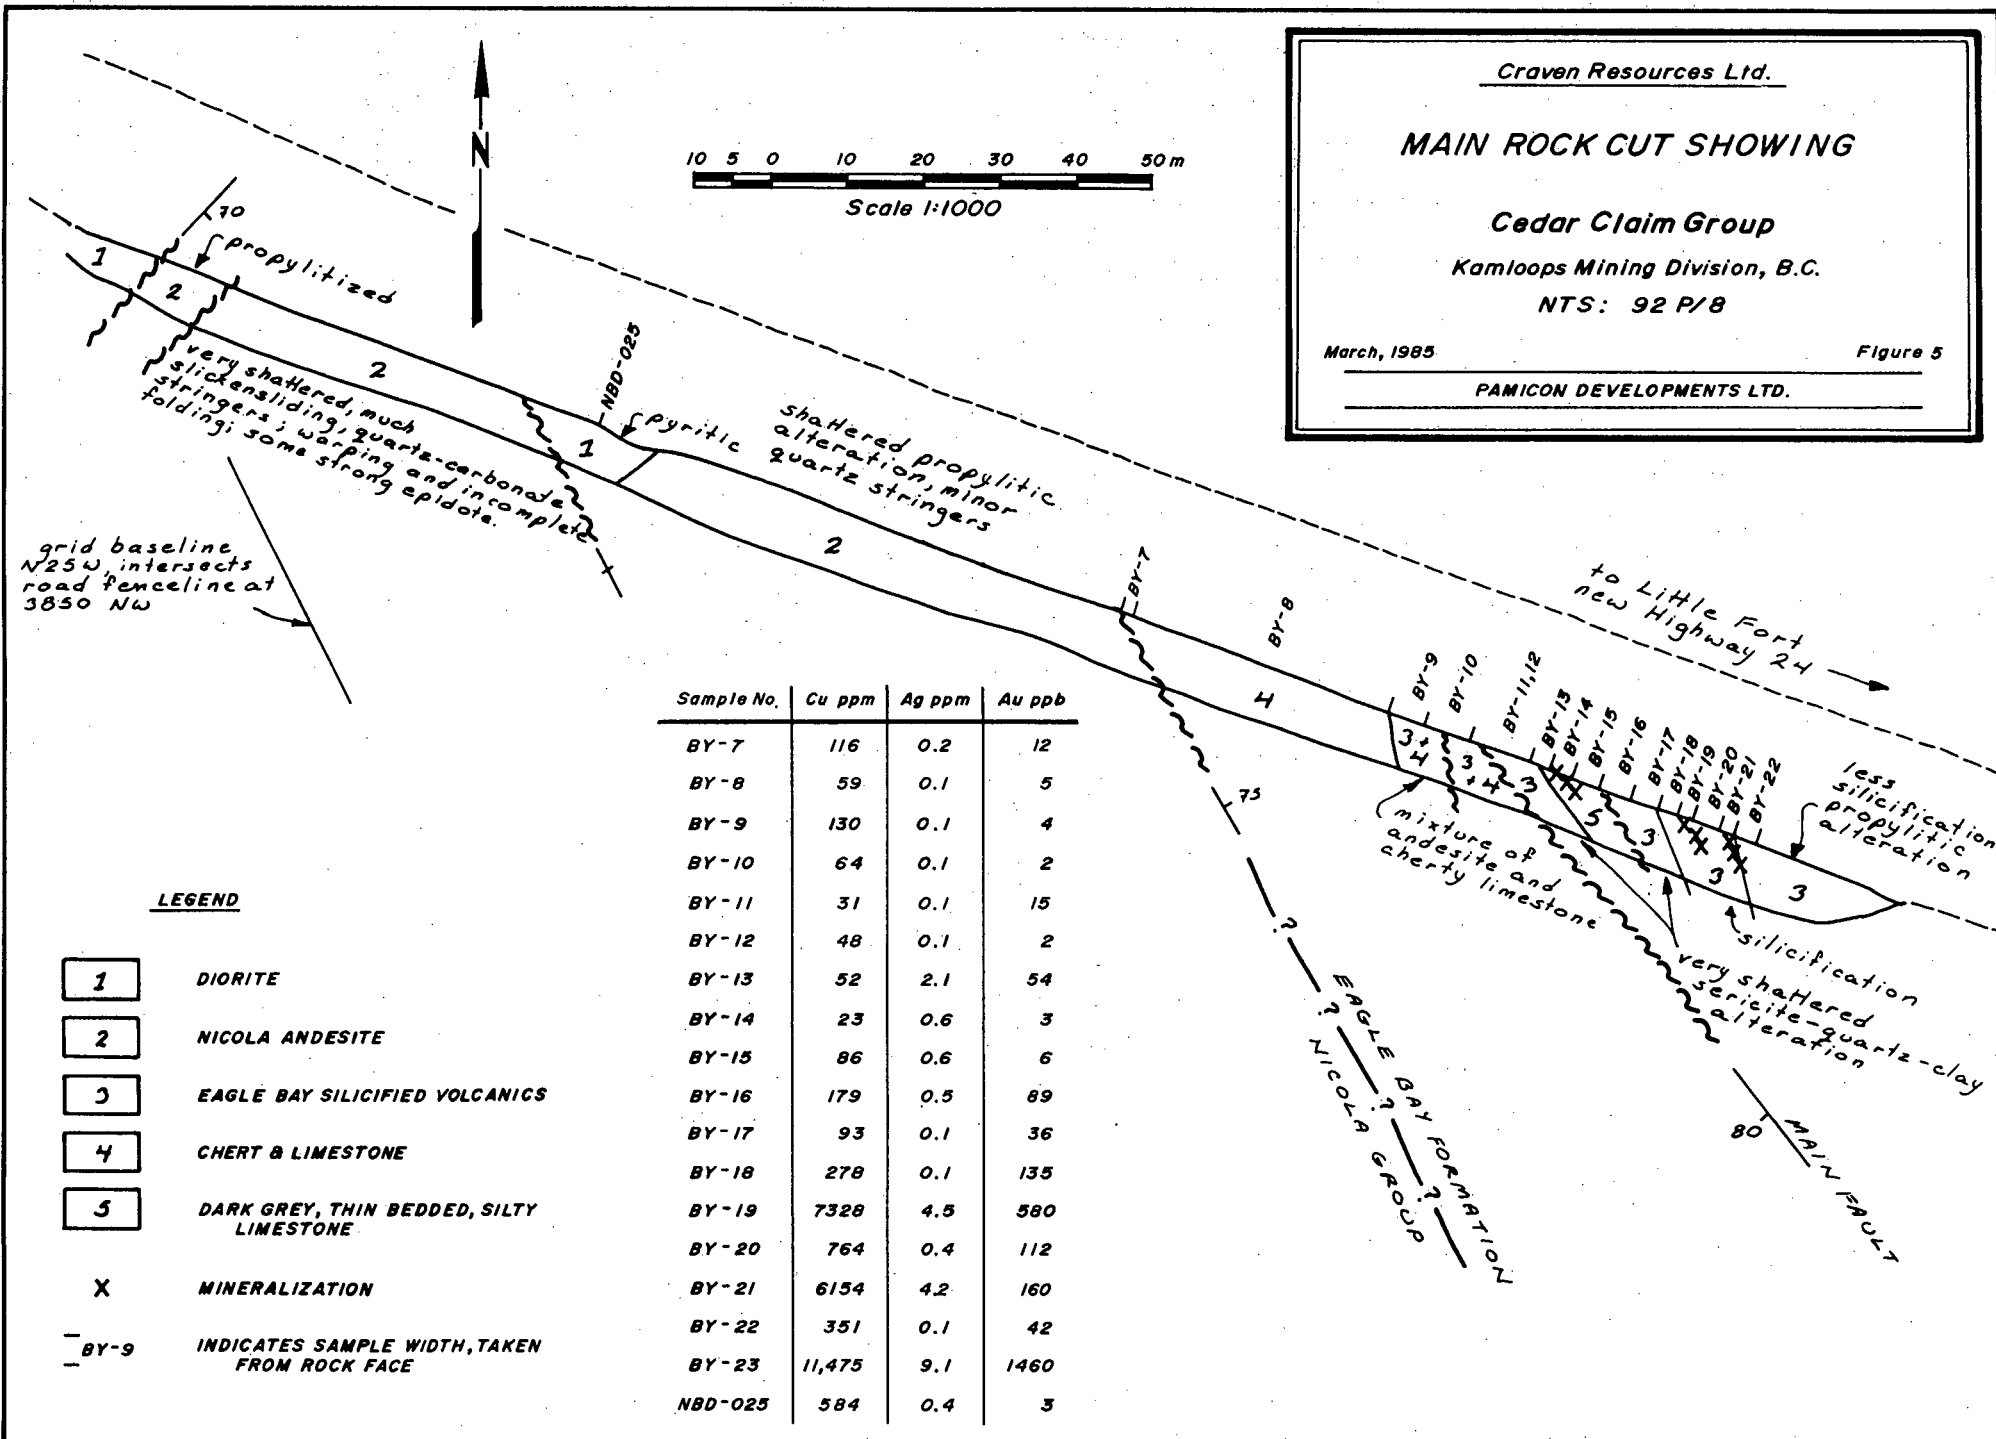 Craven Resources Ltd.
MAIN ROCK CUT SHOWING
Cedar Claim Group
Kamloops Mining Division, B.C.
NTS: 92 P/8
March, 1985
Figure 5
PAMICON DEVELOPMENTS LTD.
N
10 5 0 10 20 30 40 50 m
Scale 1:1000
70
propylitized
1
2
2
very shattered, much
slickensliding, quartz-carbonate
stringers; warping and incomplete
folding; some strong epidote.
NBD-025
1
pyritic
shattered propylitic
alteration, minor
quartz stringers
2
grid baseline
N25W, intersects
road fenceline at
3850 NW
BY-7
BY-8
4
75
to Little Fort
new Highway 24
BY-9
BY-10
BY-11,12
BY-13
BY-14
BY-15
BY-16
BY-17
BY-18
BY-19
BY-20
BY-21
BY-22
3+
4
3
+4
3
5
3
3
3
less
silicification
propylitic
alteration
mixture of
andesite and
cherty limestone
silicification
very shattered
sericite-quartz-clay
alteration
? ? ? ?
EAGLE BAY FORMATION
NICOLA GROUP
80
MAIN FAULT
Sample No. Cu ppm Ag ppm Au ppb
BY-7 116 0.2 12
BY-8 59 0.1 5
BY-9 130 0.1 4
BY-10 64 0.1 2
BY-11 31 0.1 15
BY-12 48 0.1 2
BY-13 52 2.1 54
BY-14 23 0.6 3
BY-15 86 0.6 6
BY-16 179 0.5 89
BY-17 93 0.1 36
BY-18 278 0.1 135
BY-19 7328 4.5 580
BY-20 764 0.4 112
BY-21 6154 4.2 160
BY-22 351 0.1 42
BY-23 11,475 9.1 1460
NBD-025 584 0.4 3
LEGEND
1 DIORITE
2 NICOLA ANDESITE
3 EAGLE BAY SILICIFIED VOLCANICS
4 CHERT & LIMESTONE
5 DARK GREY, THIN BEDDED, SILTY
LIMESTONE
X MINERALIZATION
BY-9 INDICATES SAMPLE WIDTH, TAKEN
FROM ROCK FACE